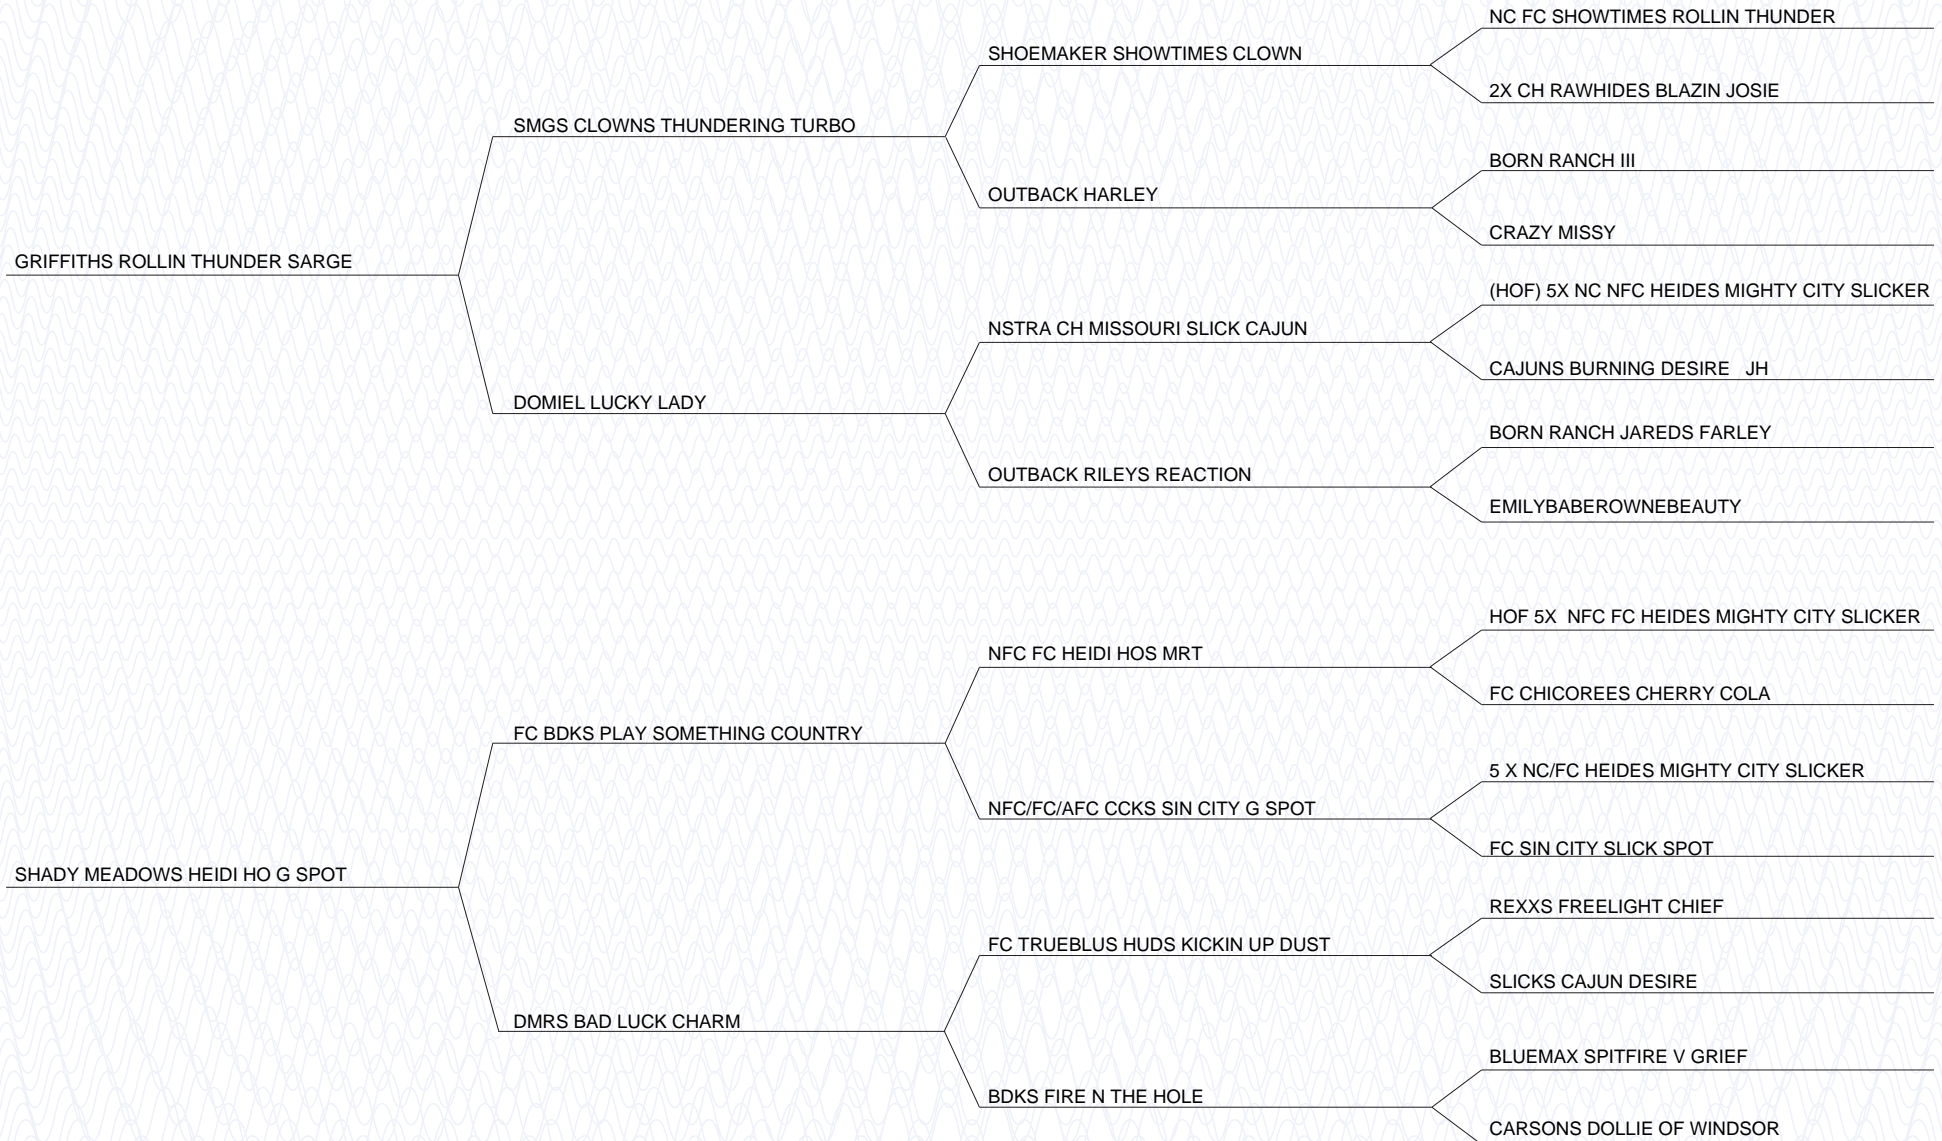 NC FC SHOWTIMES ROLLIN THUNDER
SHOEMAKER SHOWTIMES CLOWN
2X CH RAWHIDES BLAZIN JOSIE
SMGS CLOWNS THUNDERING TURBO
BORN RANCH III
OUTBACK HARLEY
CRAZY MISSY
GRIFFITHS ROLLIN THUNDER SARGE
(HOF) 5X NC NFC HEIDES MIGHTY CITY SLICKER
NSTRA CH MISSOURI SLICK CAJUN
CAJUNS BURNING DESIRE   JH
DOMIEL LUCKY LADY
BORN RANCH JAREDS FARLEY
OUTBACK RILEYS REACTION
EMILYBABEROWNEBEAUTY
HOF 5X  NFC FC HEIDES MIGHTY CITY SLICKER
NFC FC HEIDI HOS MRT
FC CHICOREES CHERRY COLA
FC BDKS PLAY SOMETHING COUNTRY
5 X NC/FC HEIDES MIGHTY CITY SLICKER
NFC/FC/AFC CCKS SIN CITY G SPOT
FC SIN CITY SLICK SPOT
SHADY MEADOWS HEIDI HO G SPOT
REXXS FREELIGHT CHIEF
FC TRUEBLUS HUDS KICKIN UP DUST
SLICKS CAJUN DESIRE
DMRS BAD LUCK CHARM
BLUEMAX SPITFIRE V GRIEF
BDKS FIRE N THE HOLE
CARSONS DOLLIE OF WINDSOR